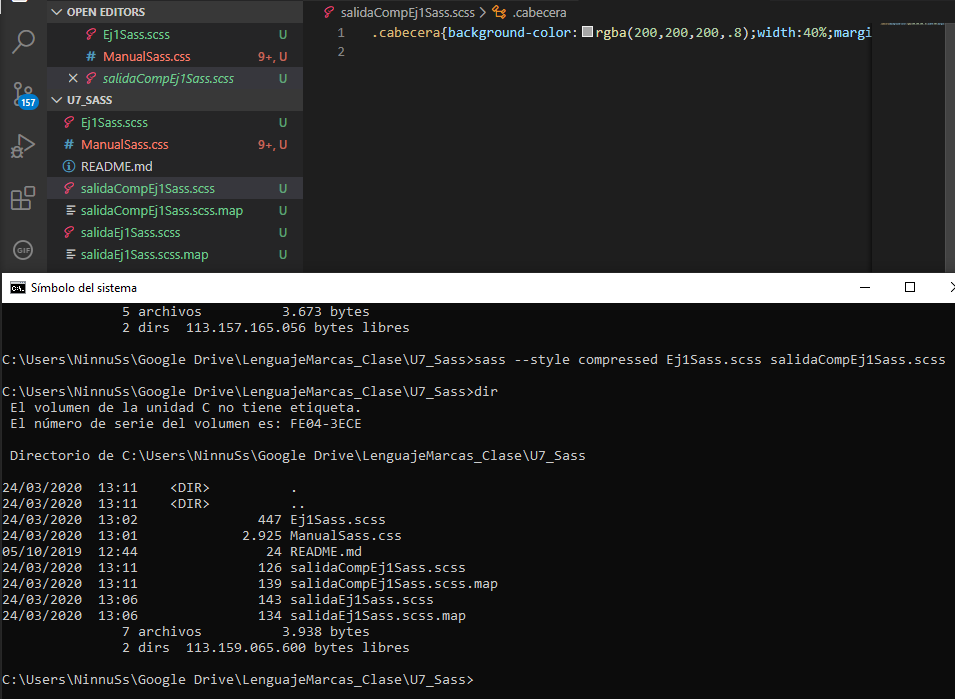 OPEN EDITORS
Ej1Sass.scss U
# ManualSass.css 9+, U
salidaCompEj1Sass.scss U
U7_SASS
Ej1Sass.scss U
# ManualSass.css 9+, U
README.md
salidaCompEj1Sass.scss U
salidaCompEj1Sass.scss.map U
salidaEj1Sass.scss U
salidaEj1Sass.scss.map U
157
GIF
salidaCompEj1Sass.scss > .cabecera
1 .cabecera{background-color:rgba(200,200,200,.8);width:40%;margi
2
C:\. Símbolo del sistema
5 archivos 3.673 bytes
2 dirs 113.157.165.056 bytes libres
C:\Users\NinnuSs\Google Drive\LenguajeMarcas_Clase\U7_Sass>sass --style compressed Ej1Sass.scss salidaCompEj1Sass.scss
C:\Users\NinnuSs\Google Drive\LenguajeMarcas_Clase\U7_Sass>dir
El volumen de la unidad C no tiene etiqueta.
El número de serie del volumen es: FE04-3ECE
Directorio de C:\Users\NinnuSs\Google Drive\LenguajeMarcas_Clase\U7_Sass
24/03/2020 13:11 <DIR> .
24/03/2020 13:11 <DIR> ..
24/03/2020 13:02 447 Ej1Sass.scss
24/03/2020 13:01 2.925 ManualSass.css
05/10/2019 12:44 24 README.md
24/03/2020 13:11 126 salidaCompEj1Sass.scss
24/03/2020 13:11 139 salidaCompEj1Sass.scss.map
24/03/2020 13:06 143 salidaEj1Sass.scss
24/03/2020 13:06 134 salidaEj1Sass.scss.map
7 archivos 3.938 bytes
2 dirs 113.159.065.600 bytes libres
C:\Users\NinnuSs\Google Drive\LenguajeMarcas_Clase\U7_Sass>